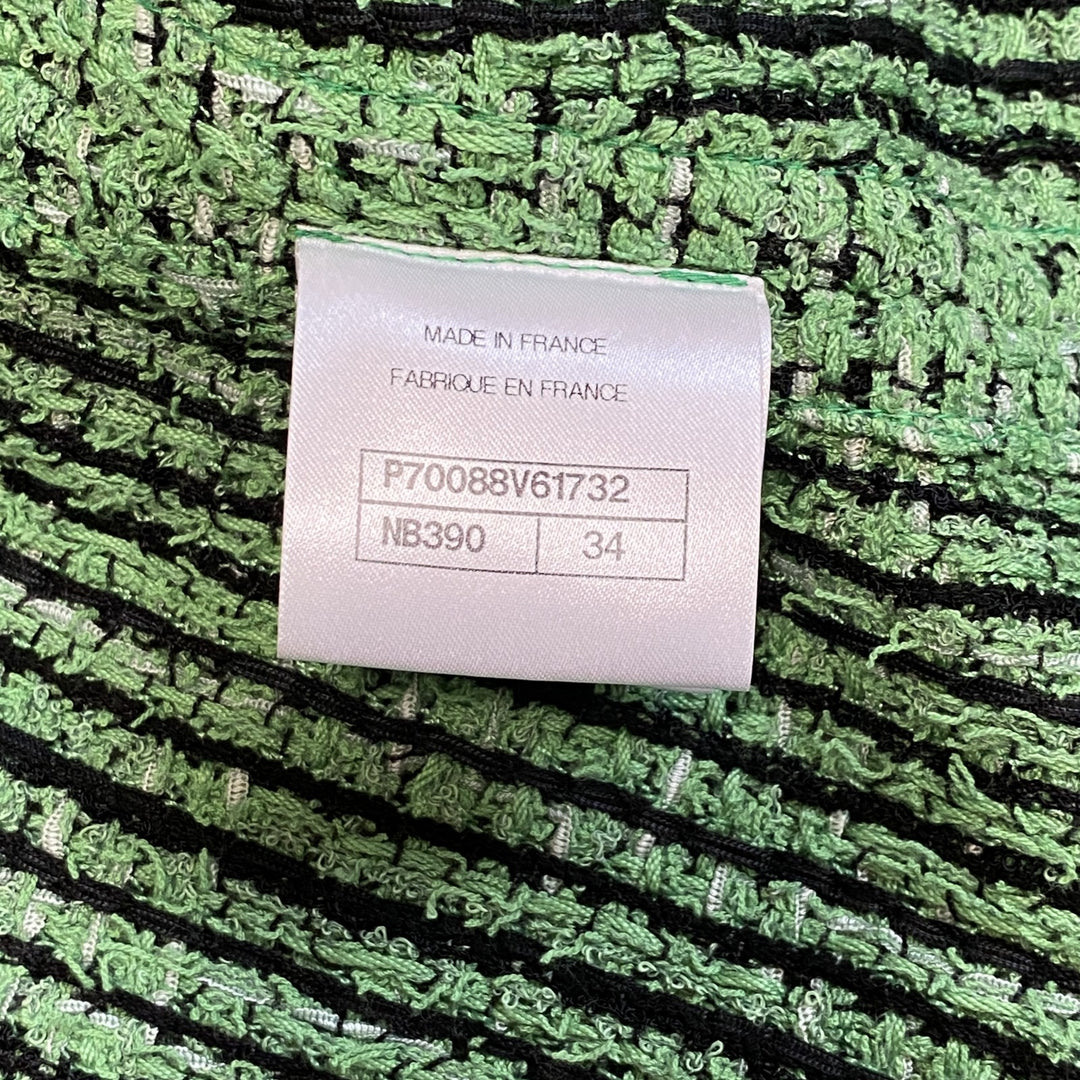 MADE IN FRANCE
FABRIQUE EN FRANCE
P70088V61732
NB390 34